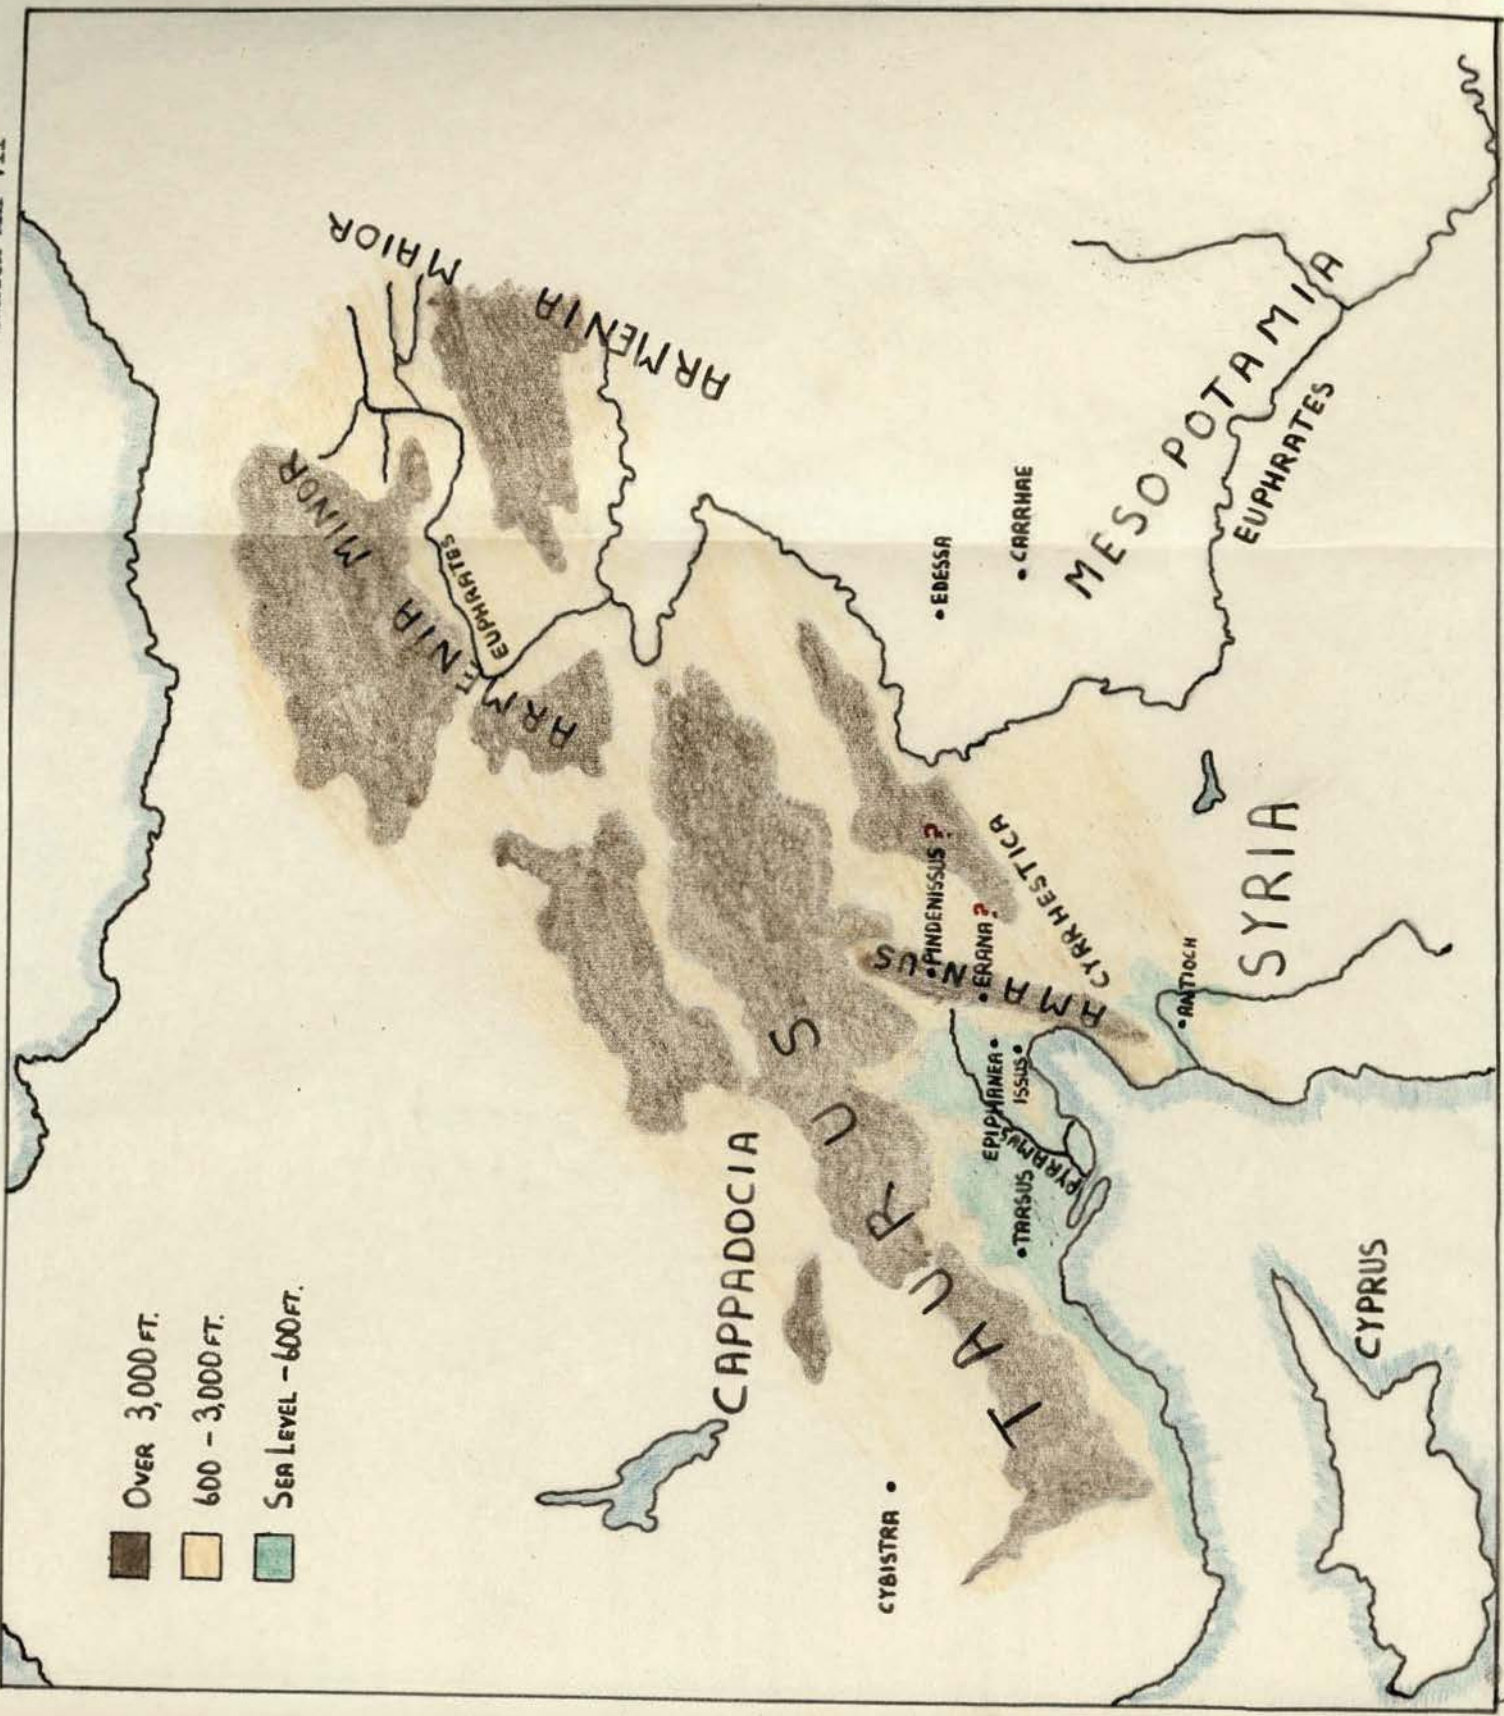 OVER 3,000 FT.
600 - 3,000 FT.
SEA LEVEL - 600 FT.
ARMENIA MINOR
ARMENIA MAIOR
EUPHRATES
CAPPADOCIA
TAURUS
CYBISTRA
AMANUS
PINDENISSUS?
ERANA?
CYRRHESTICA
EPIPHANEA
ISSUS
PYRAMUS
TARSUS
ANTIOCH
EDESSA
CARRHAE
MESOPOTAMIA
EUPHRATES
SYRIA
CYPRUS